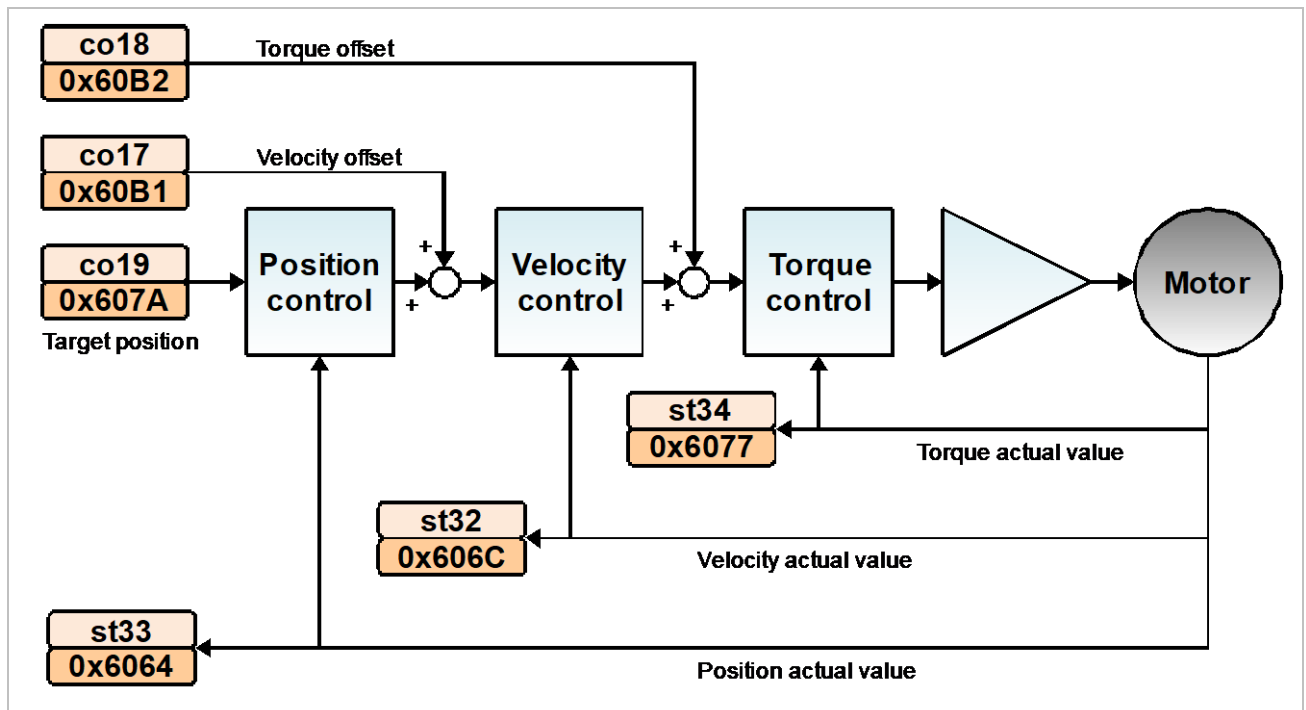 co18
0x60B2
Torque offset
co17
0x60B1
Velocity offset
co19
0x607A
Target position
Position
control
+
+
Velocity
control
+
+
Torque
control
Motor
st34
0x6077
Torque actual value
st32
0x606C
Velocity actual value
st33
0x6064
Position actual value